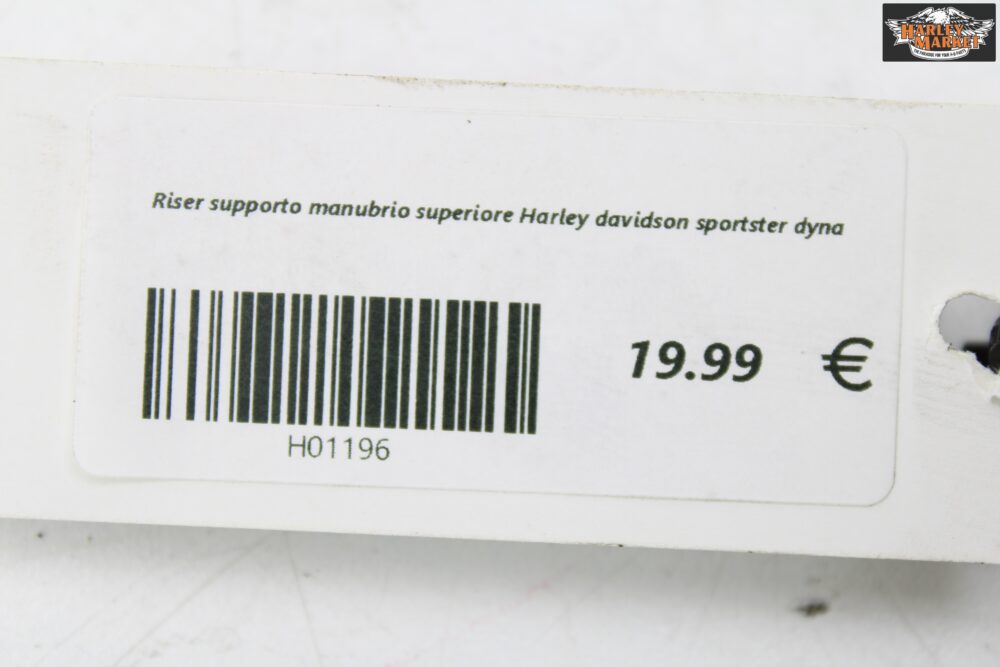 HARLEY
MARKET
Riser supporto manubrio superiore Harley davidson sportster dyna
19.99 €
H01196